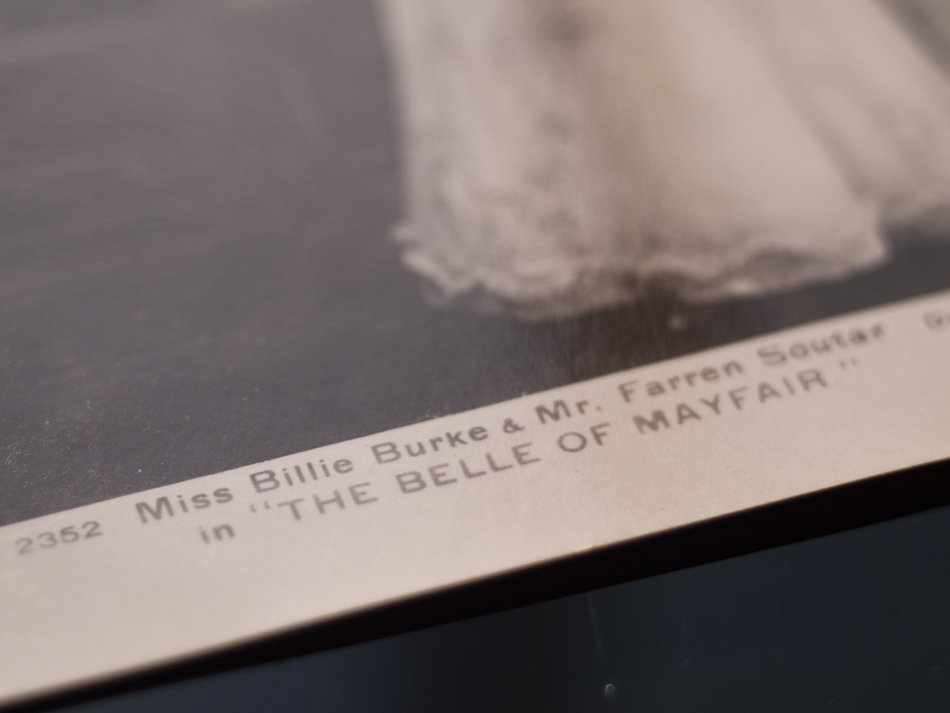 2352 Miss Billie Burke & Mr. Farren Soutar
in "THE BELLE OF MAYFAIR."